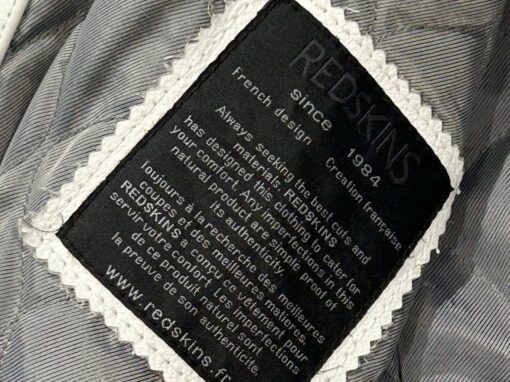 REDSKINS
since 1984
French design Creation française
Always seeking the best cuts and
materials. REDSKINS
has designed this clothing to cater for
your comfort. Any imperfections in this
natural product are simple proof of
its authenticity.
toujours à la recherche des meilleures
coupes et des meilleures matieres.
REDSKINS a conçu ce vêtement pour
servir votre confort. Les imperfections
de ce produit naturel sont
la preuve de son authenticite.
www.redskins.fr